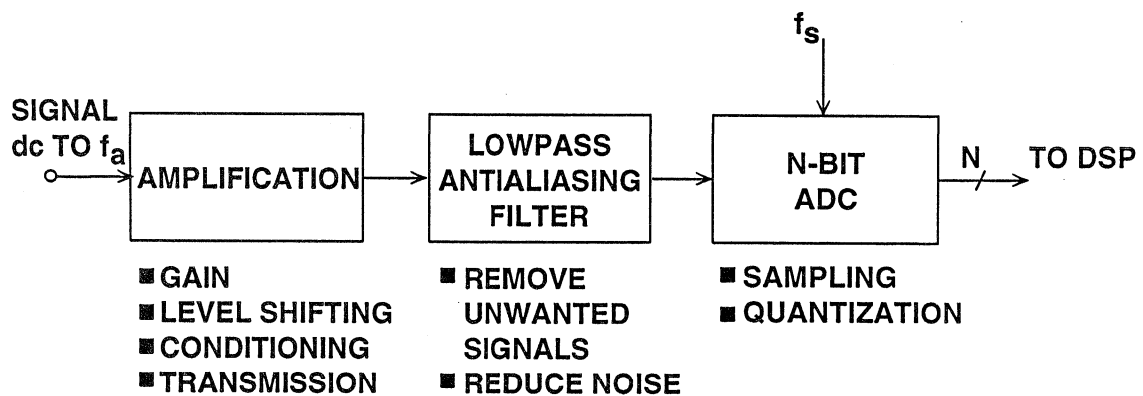 fs
SIGNAL
dc TO fa
AMPLIFICATION
LOWPASS
ANTIALIASING
FILTER
N-BIT
ADC
N
TO DSP
■ GAIN
■ LEVEL SHIFTING
■ CONDITIONING
■ TRANSMISSION
■ REMOVE
UNWANTED
SIGNALS
■ REDUCE NOISE
■ SAMPLING
■ QUANTIZATION